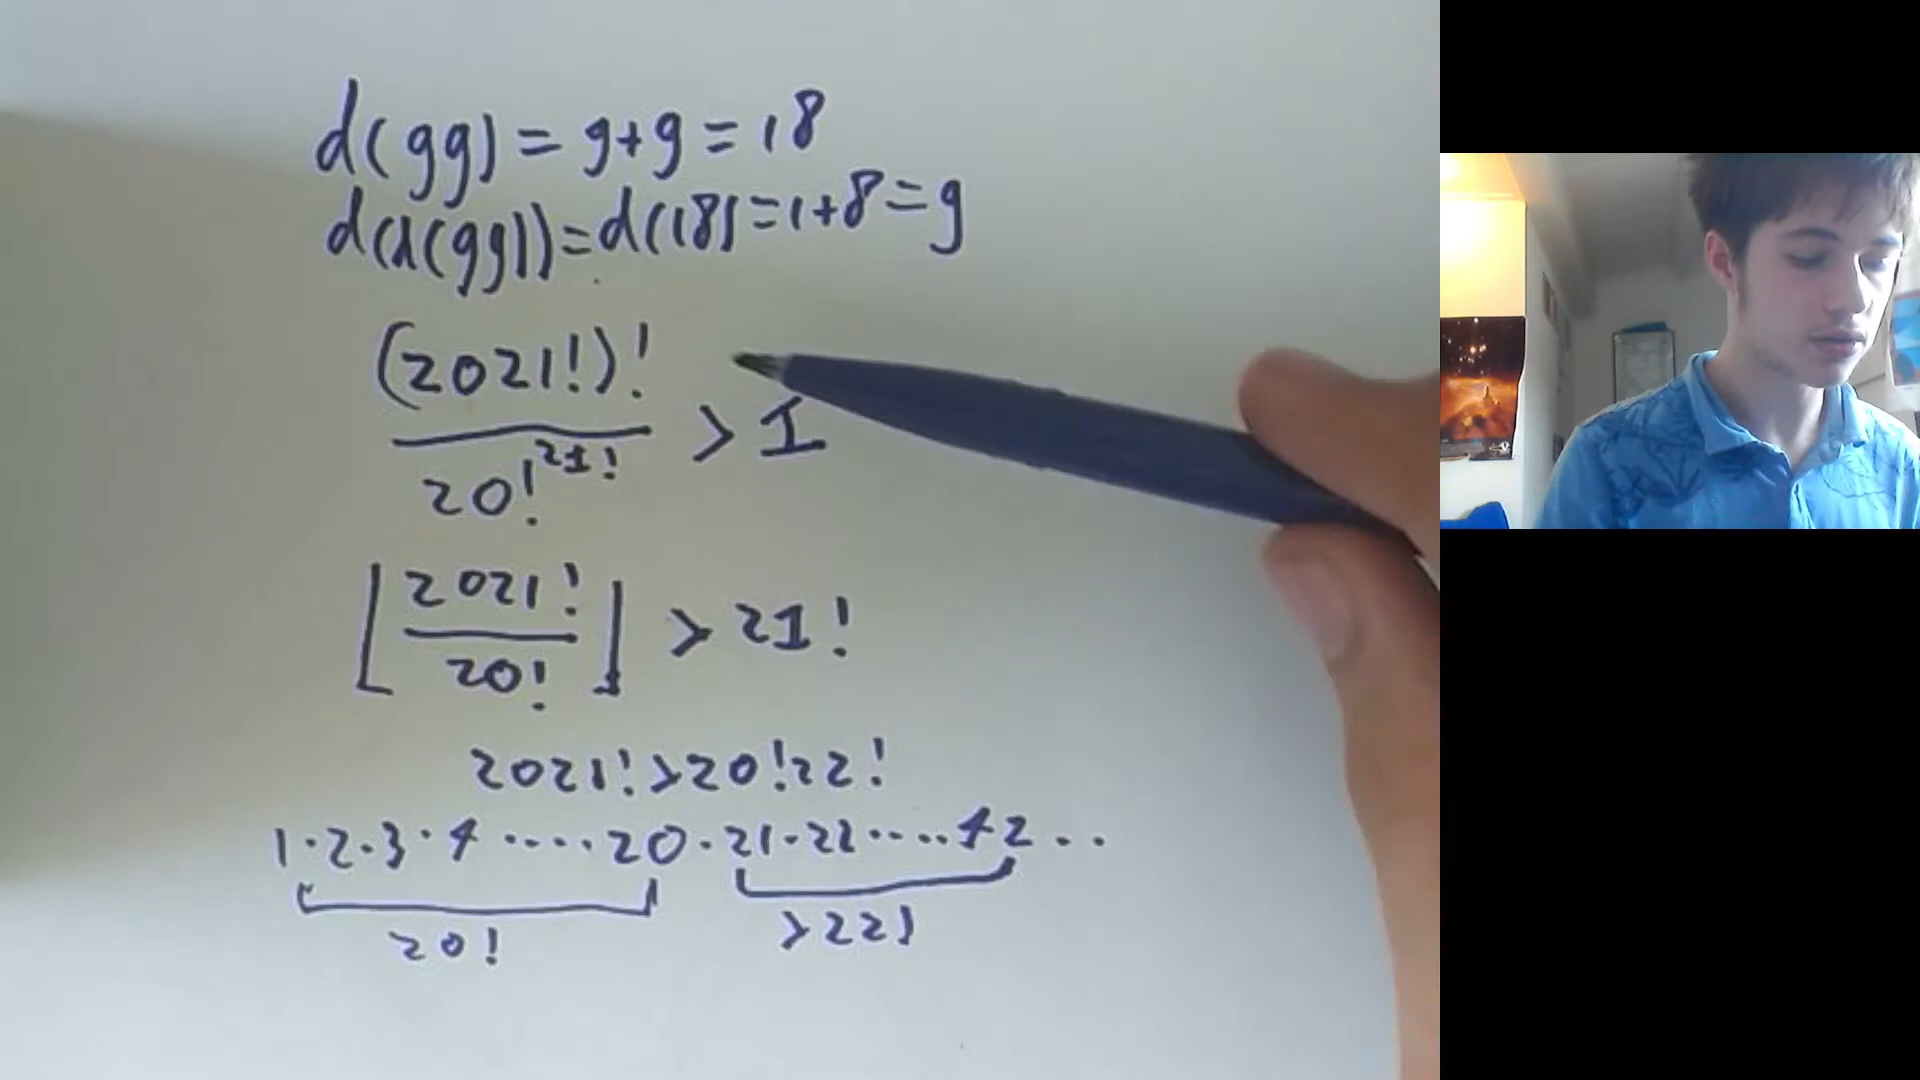 d(99) = 9+9 = 18
d(d(99)) = d(18) = 1+8 = 9
(2021!)!
20!^21! > 1
⌊2021!
20!⌋ > 21!
2021! > 20!22!
1·2·3·4·····20·21·22·····42··
20! >22!